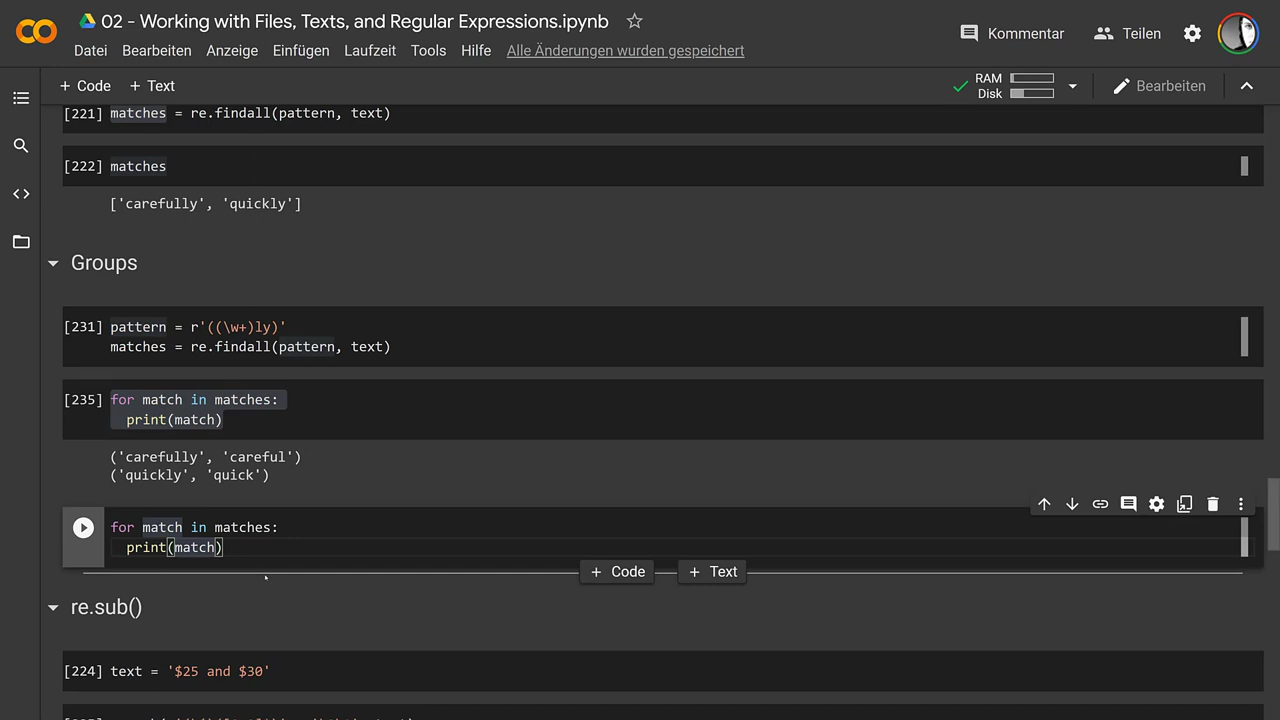 02 - Working with Files, Texts, and Regular Expressions.ipynb
Datei Bearbeiten Anzeige Einfügen Laufzeit Tools Hilfe Alle Änderungen wurden gespeichert
Kommentar Teilen
+ Code + Text
RAM
Disk
Bearbeiten
[221] matches = re.findall(pattern, text)
[222] matches
['carefully', 'quickly']
Groups
[231] pattern = r'((\w+)ly)'
matches = re.findall(pattern, text)
[235] for match in matches:
print(match)
('carefully', 'careful')
('quickly', 'quick')
for match in matches:
print(match)
+ Code + Text
re.sub()
[224] text = '$25 and $30'